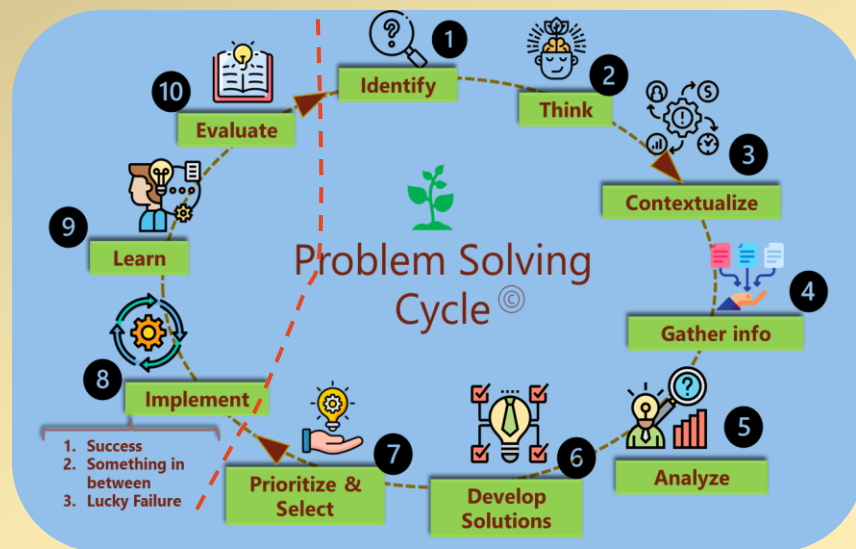 1
Identify
2
Think
3
Contextualize
4
Gather info
5
Analyze
6
Develop
Solutions
7
Prioritize &
Select
8
Implement
1. Success
2. Something in
between
3. Lucky Failure
9
Learn
10
Evaluate
Problem Solving
Cycle ©